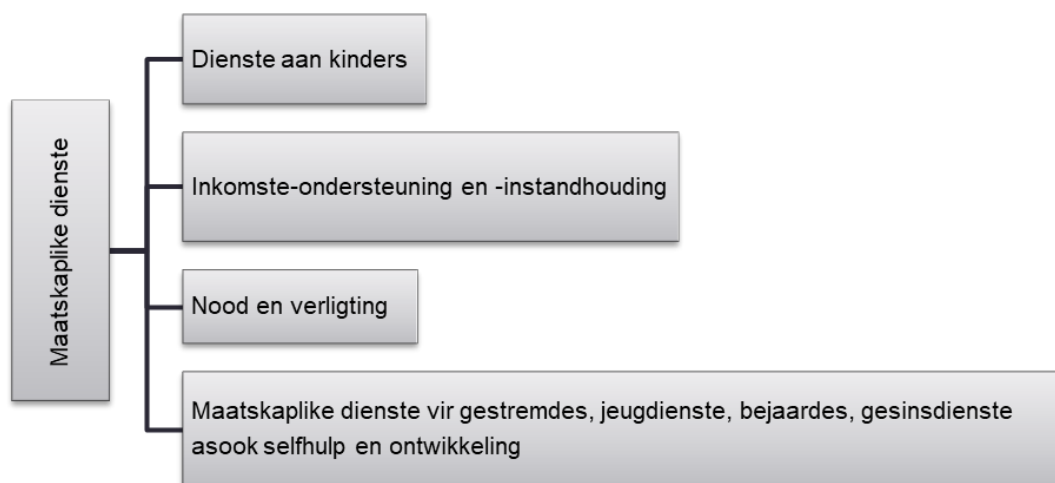 Maatskaplike dienste
Dienste aan kinders
Inkomste-ondersteuning en -instandhouding
Nood en verligting
Maatskaplike dienste vir gestremdes, jeugdienste, bejaardes, gesinsdienste
asook selfhulp en ontwikkeling